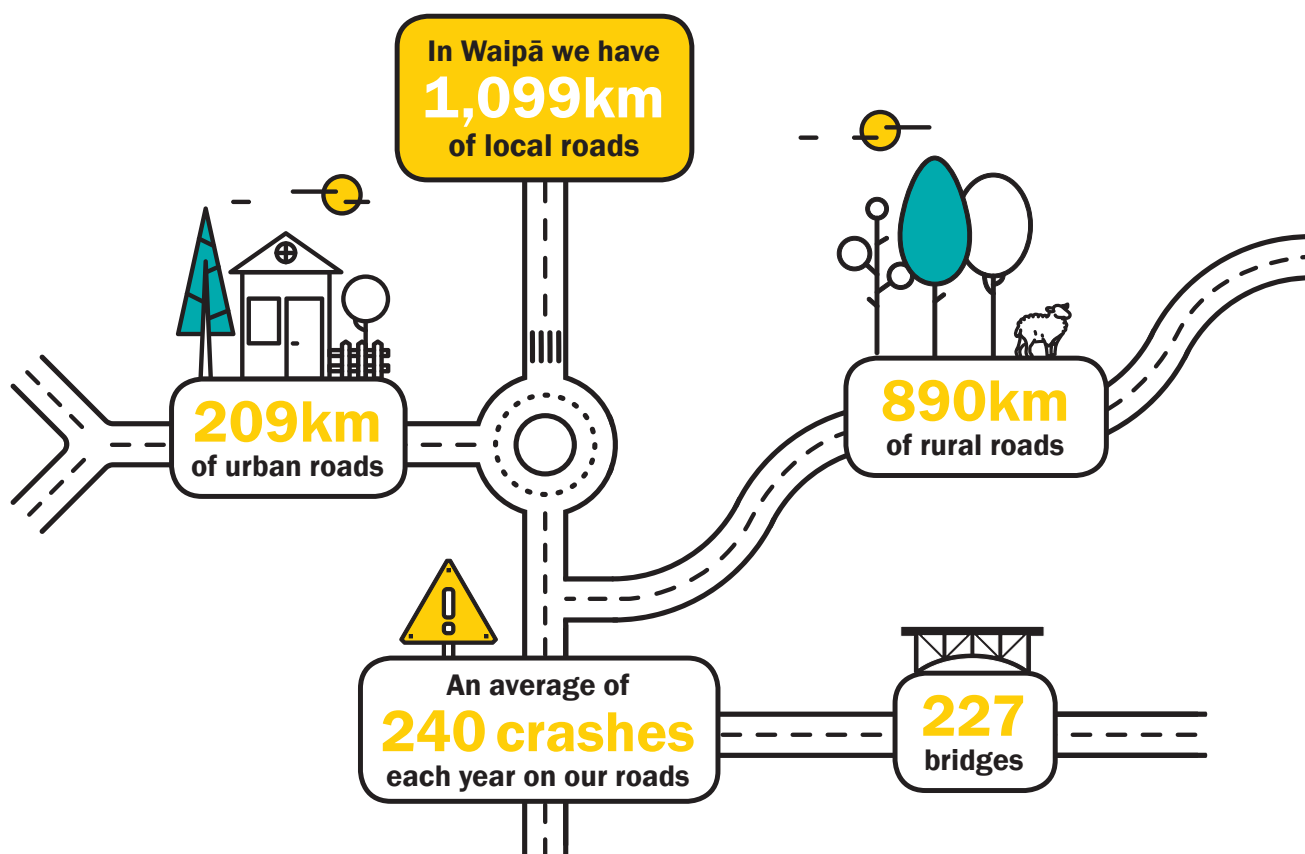 In Waipā we have
1,099km
of local roads
209km
of urban roads
890km
of rural roads
An average of
240 crashes
each year on our roads
227
bridges